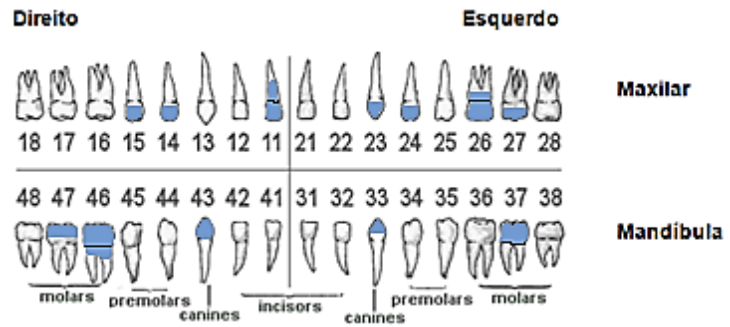 Direito Esquerdo
Maxilar
18 17 16 15 14 13 12 11 21 22 23 24 25 26 27 28
48 47 46 45 44 43 42 41 31 32 33 34 35 36 37 38
Mandíbula
molars premolars canines incisors canines premolars molars